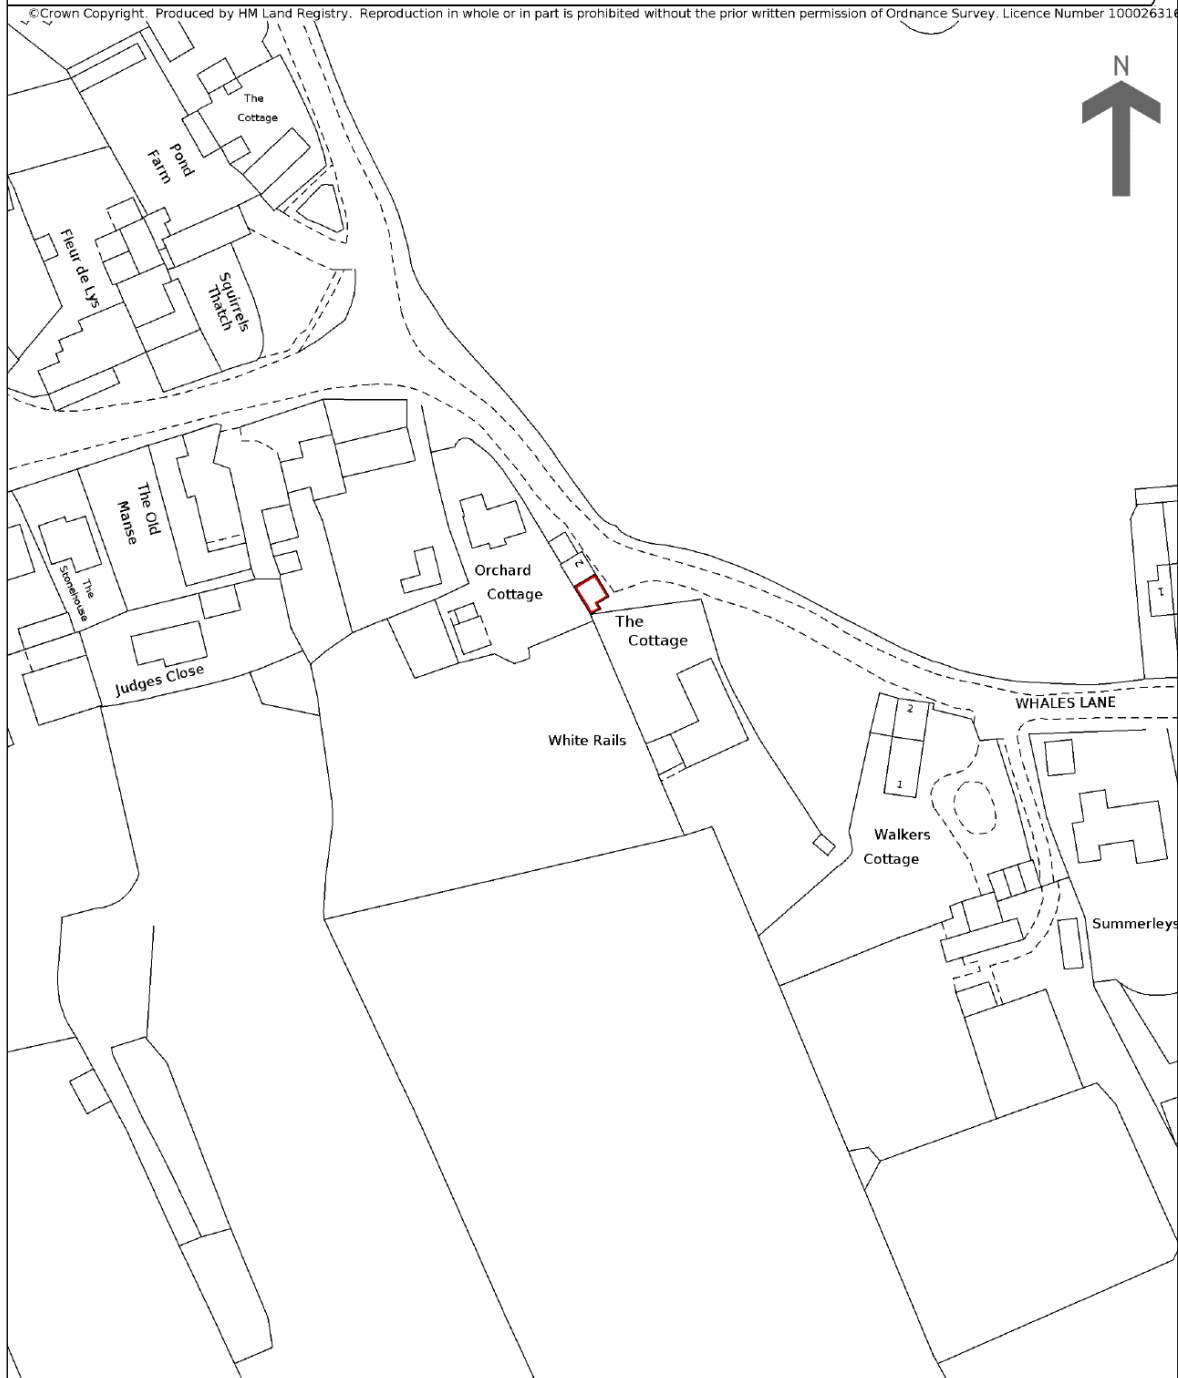 ©Crown Copyright. Produced by HM Land Registry. Reproduction in whole or in part is prohibited without the prior written permission of Ordnance Survey. Licence Number 100026316
N
The
Cottage
Pond
Farm
Fleur de Lys
Squirrels
Thatch
The Old
Manse
The
Stonehouse
Judges Close
Orchard
Cottage
2
The
Cottage
White Rails
1
WHALES LANE
2
1
Walkers
Cottage
Summerleys